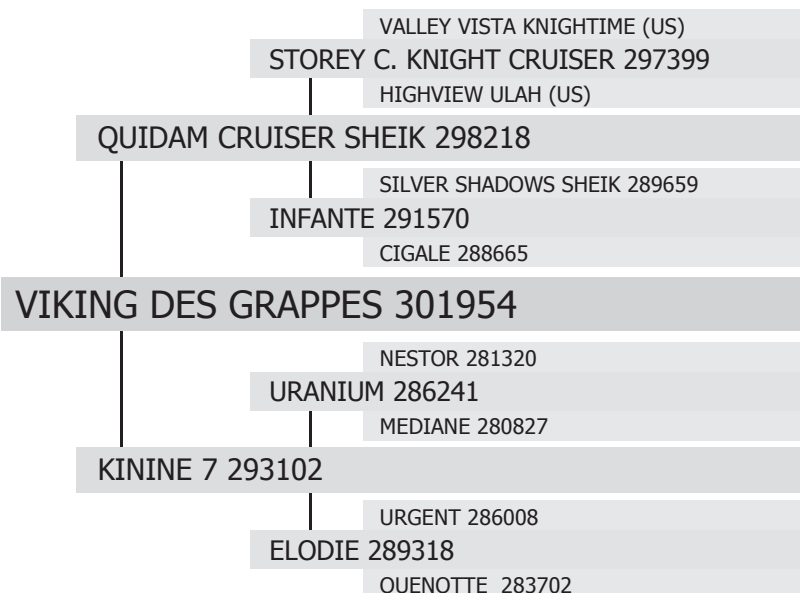 VALLEY VISTA KNIGHTIME (US)
STOREY C. KNIGHT CRUISER 297399
HIGHVIEW ULAH (US)
QUIDAM CRUISER SHEIK 298218
SILVER SHADOWS SHEIK 289659
INFANTE 291570
CIGALE 288665
VIKING DES GRAPPES 301954
NESTOR 281320
URANIUM 286241
MEDIANE 280827
KININE 7 293102
URGENT 286008
ELODIE 289318
QUENOTTE 283702